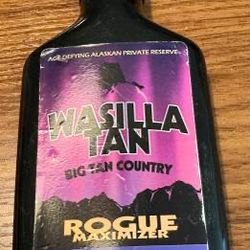 AGE DEFYING ALASKAN PRIVATE RESERVE
WASILLA
TAN
BIG TAN COUNTRY
ROGUE
MAXIMIZER